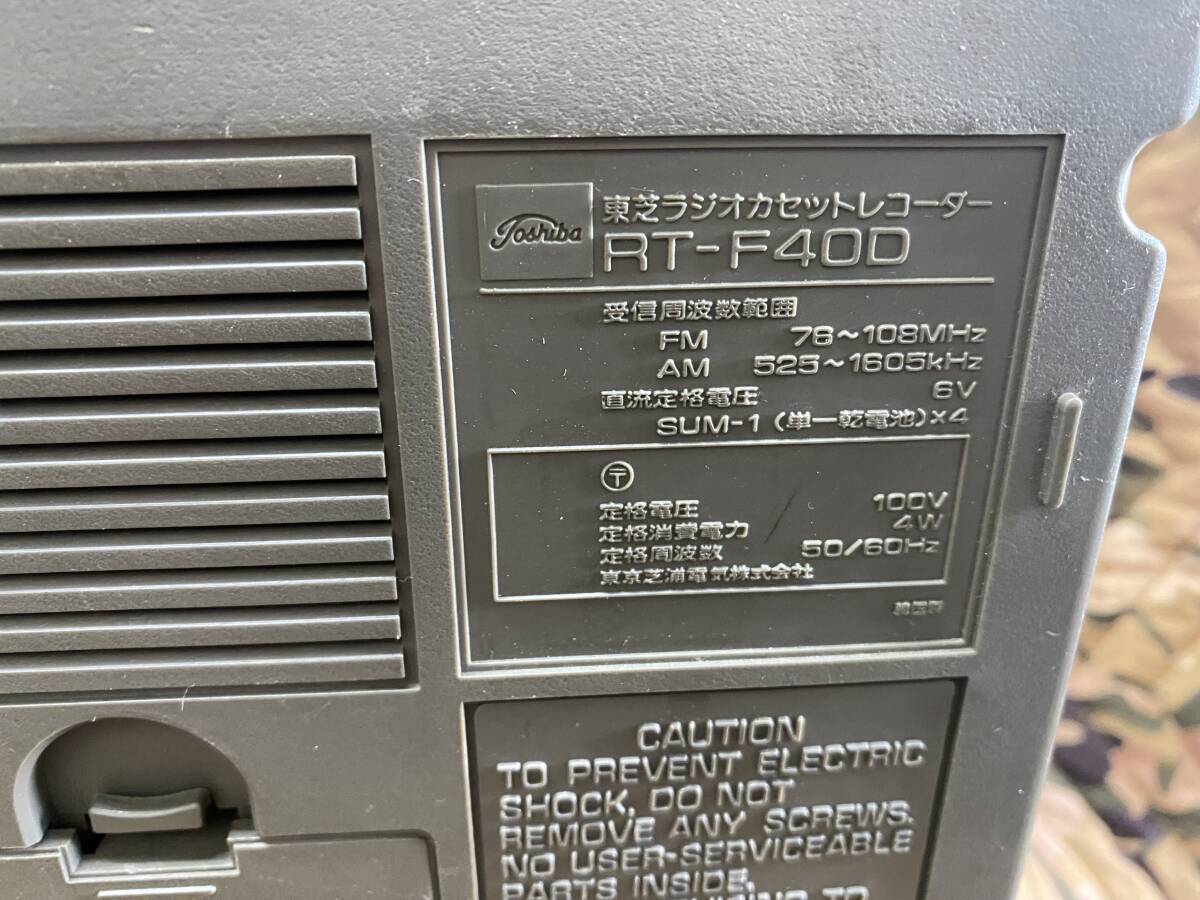 Toshiba
東芝ラジオカセットレコーダー
RT-F40D
受信周波数範囲
FM 76~108MHz
AM 525~1605kHz
直流定格電圧 6V
SUM-1 (単一乾電池)×4
〒
定格電圧 100V
定格消費電力 4W
定格周波数 50/60Hz
東京芝浦電気株式会社
韓国製
CAUTION
TO PREVENT ELECTRIC
SHOCK, DO NOT
REMOVE ANY SCREWS.
NO USER-SERVICEABLE
PARTS INSIDE.
TO